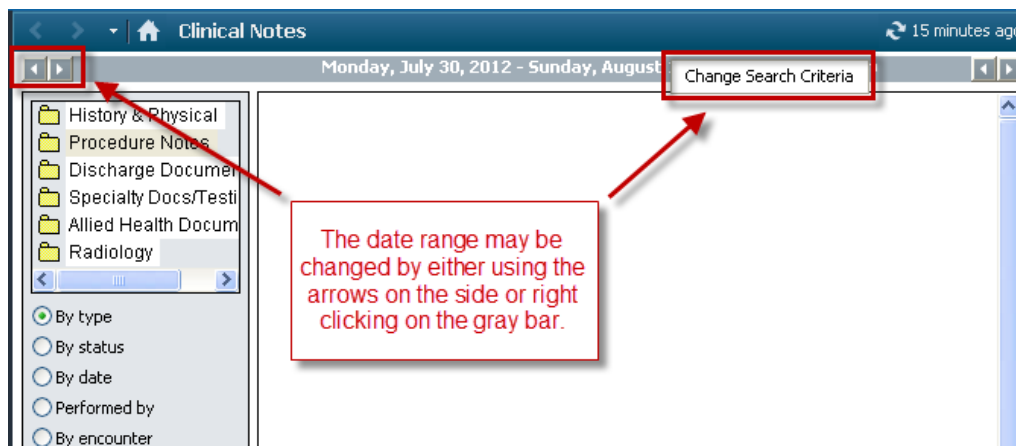 Clinical Notes
15 minutes ago
Monday, July 30, 2012 - Sunday, August
Change Search Criteria
History & Physical
Procedure Notes
Discharge Documen
Specialty Docs/Testi
Allied Health Docum
Radiology
By type
By status
By date
Performed by
By encounter
The date range may be
changed by either using the
arrows on the side or right
clicking on the gray bar.